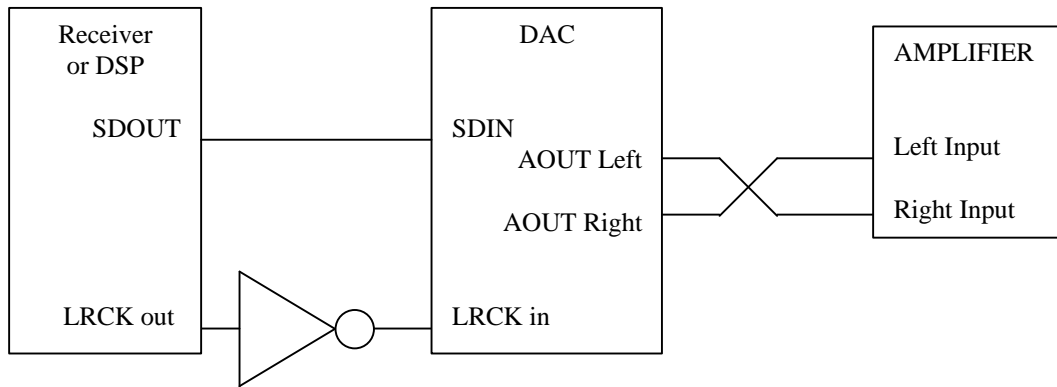 Receiver
or DSP
SDOUT
LRCK out
DAC
SDIN
AOUT Left
AOUT Right
LRCK in
AMPLIFIER
Left Input
Right Input